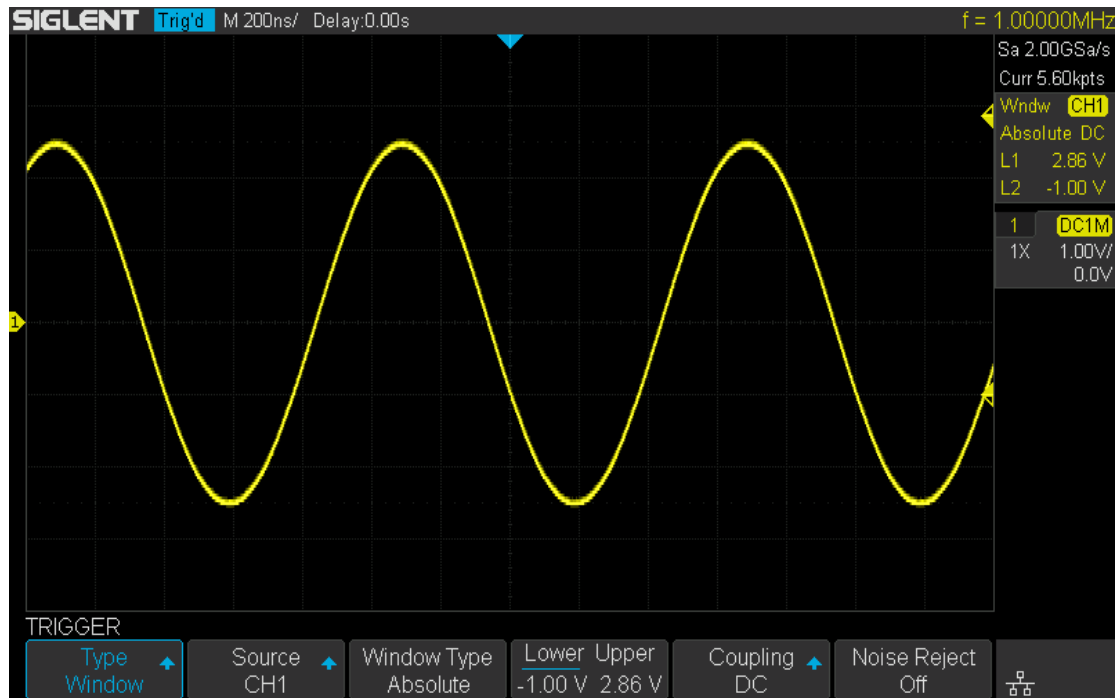 SIGLENT Trig'd M 200ns/ Delay:0.00s f = 1.00000MHz
Sa 2.00GSa/s
Curr 5.60kpts
Wndw CH1
Absolute DC
L1 2.86 V
L2 -1.00 V
1 DC1M
1X 1.00V/
0.0V
1
TRIGGER
Type Source Window Type Lower Upper Coupling Noise Reject
Window CH1 Absolute -1.00 V 2.86 V DC Off